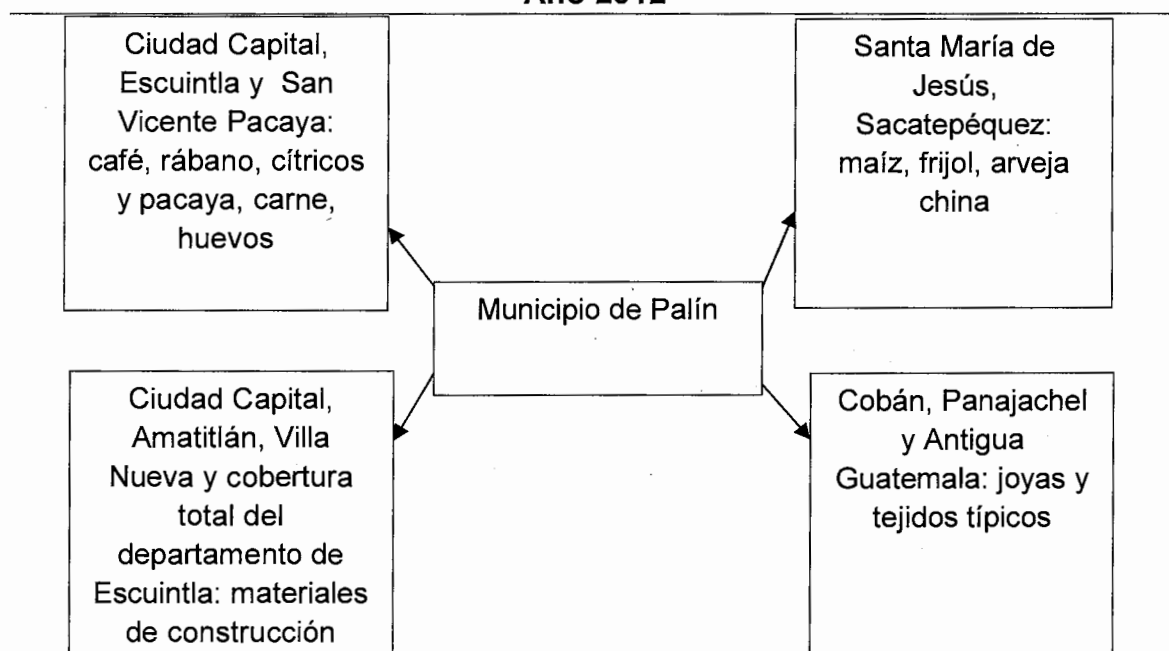 Ciudad Capital,
Escuintla y San
Vicente Pacaya:
café, rábano, cítricos
y pacaya, carne,
huevos
Santa María de
Jesús,
Sacatepéquez:
maíz, frijol, arveja
china
Municipio de Palín
Ciudad Capital,
Amatitlán, Villa
Nueva y cobertura
total del
departamento de
Escuintla: materiales
de construcción
Cobán, Panajachel
y Antigua
Guatemala: joyas y
tejidos típicos